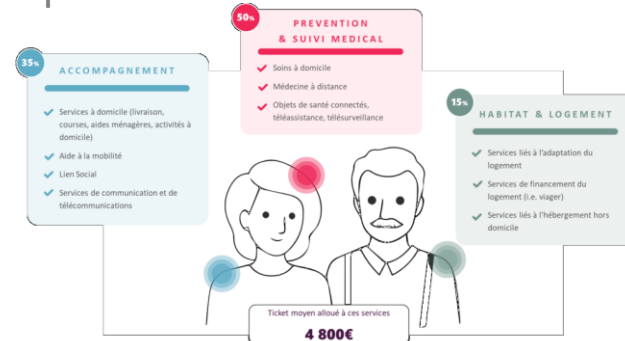 50%
PREVENTION
& SUIVI MEDICAL
Soins à domicile
Médecine à distance
Objets de santé connectés,
téléassistance, télésurveillance
35%
ACCOMPAGNEMENT
Services à domicile (livraison,
courses, aides ménagères, activités à
domicile)
Aide à la mobilité
Lien Social
Services de communication et de
télécommunications
15%
HABITAT & LOGEMENT
Services liés à l'adaptation du
logement
Services de financement du
logement (i.e. viager)
Services liés à l'hébergement hors
domicile
Ticket moyen alloué à ces services
4 800€